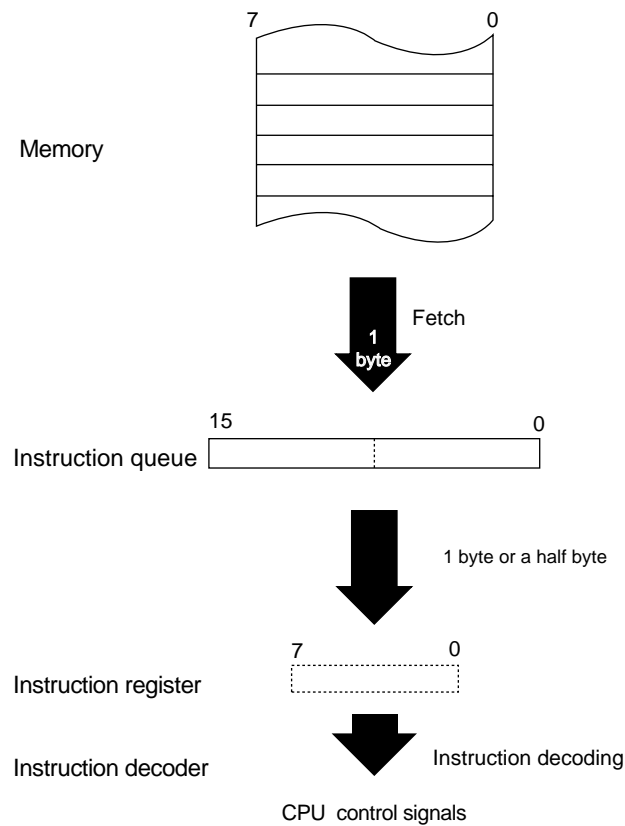 7 0
Memory
Fetch
1
byte
15 0
Instruction queue
1 byte or a half byte
7 0
Instruction register
Instruction decoding
Instruction decoder
CPU control signals